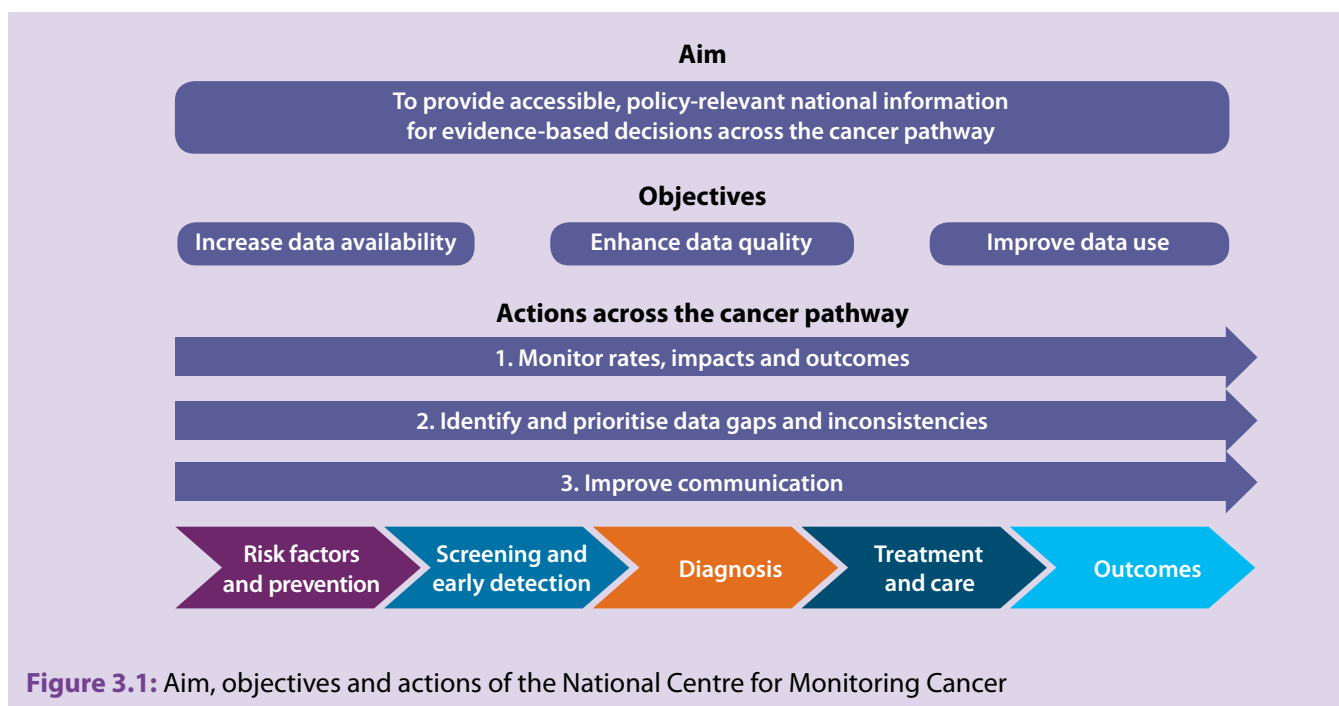 Aim
To provide accessible, policy-relevant national information
for evidence-based decisions across the cancer pathway
Objectives
Increase data availability
Enhance data quality
Improve data use
Actions across the cancer pathway
1. Monitor rates, impacts and outcomes
2. Identify and prioritise data gaps and inconsistencies
3. Improve communication
Risk factors
and prevention
Screening and
early detection
Diagnosis
Treatment
and care
Outcomes
Figure 3.1: Aim, objectives and actions of the National Centre for Monitoring Cancer